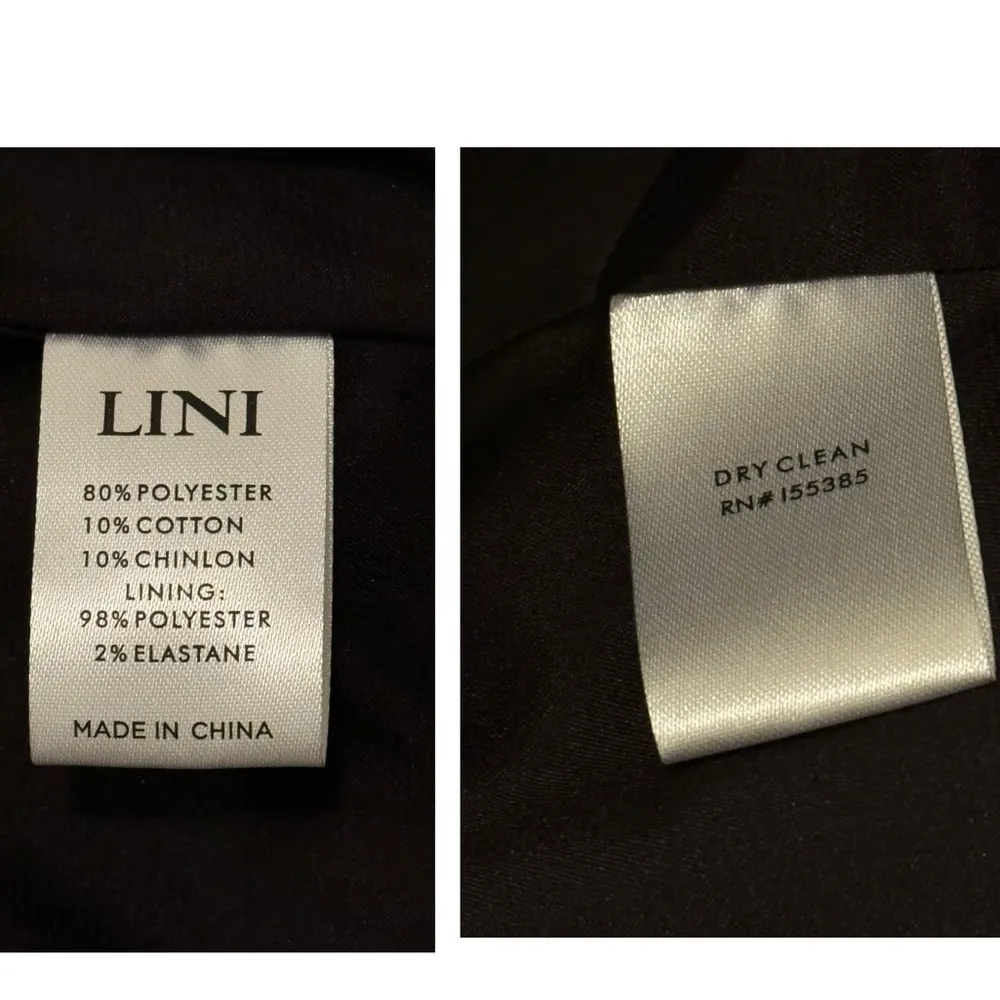 LINI
80% POLYESTER
10% COTTON
10% CHINLON
LINING:
98% POLYESTER
2% ELASTANE
MADE IN CHINA
DRY CLEAN
RN# 155385